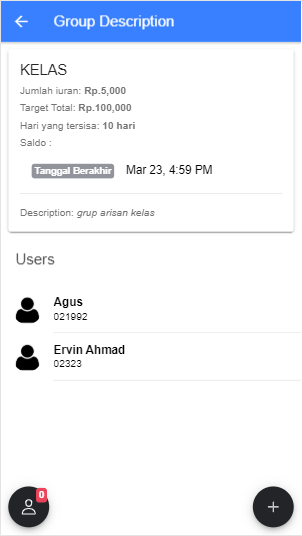 Group Description
KELAS
Jumlah iuran: Rp.5,000
Target Total: Rp.100,000
Hari yang tersisa: 10 hari
Saldo :
Tanggal Berakhir Mar 23, 4:59 PM
Description: grup arisan kelas
Users
Agus
021992
Ervin Ahmad
02323
0